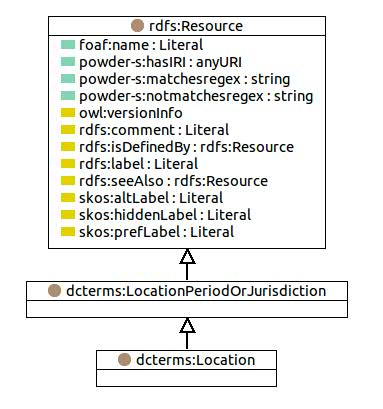 rdfs:Resource
foaf:name : Literal
powder-s:hasIRI : anyURI
powder-s:matchesregex : string
powder-s:notmatchesregex : string
owl:versionInfo
rdfs:comment : Literal
rdfs:isDefinedBy : rdfs:Resource
rdfs:label : Literal
rdfs:seeAlso : rdfs:Resource
skos:altLabel : Literal
skos:hiddenLabel : Literal
skos:prefLabel : Literal
dcterms:LocationPeriodOrJurisdiction
dcterms:Location